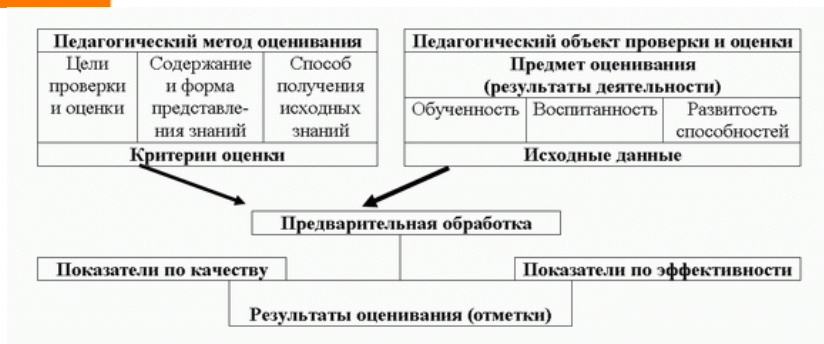 Педагогический метод оценивания
Цели
проверки
и оценки
Содержание
и форма
представле-
ния знаний
Способ
получения
исходных
знаний
Критерии оценки
Педагогический объект проверки и оценки
Предмет оценивания
(результаты деятельности)
Обученность
Воспитанность
Развитость
способностей
Исходные данные
Предварительная обработка
Показатели по качеству
Показатели по эффективности
Результаты оценивания (отметки)